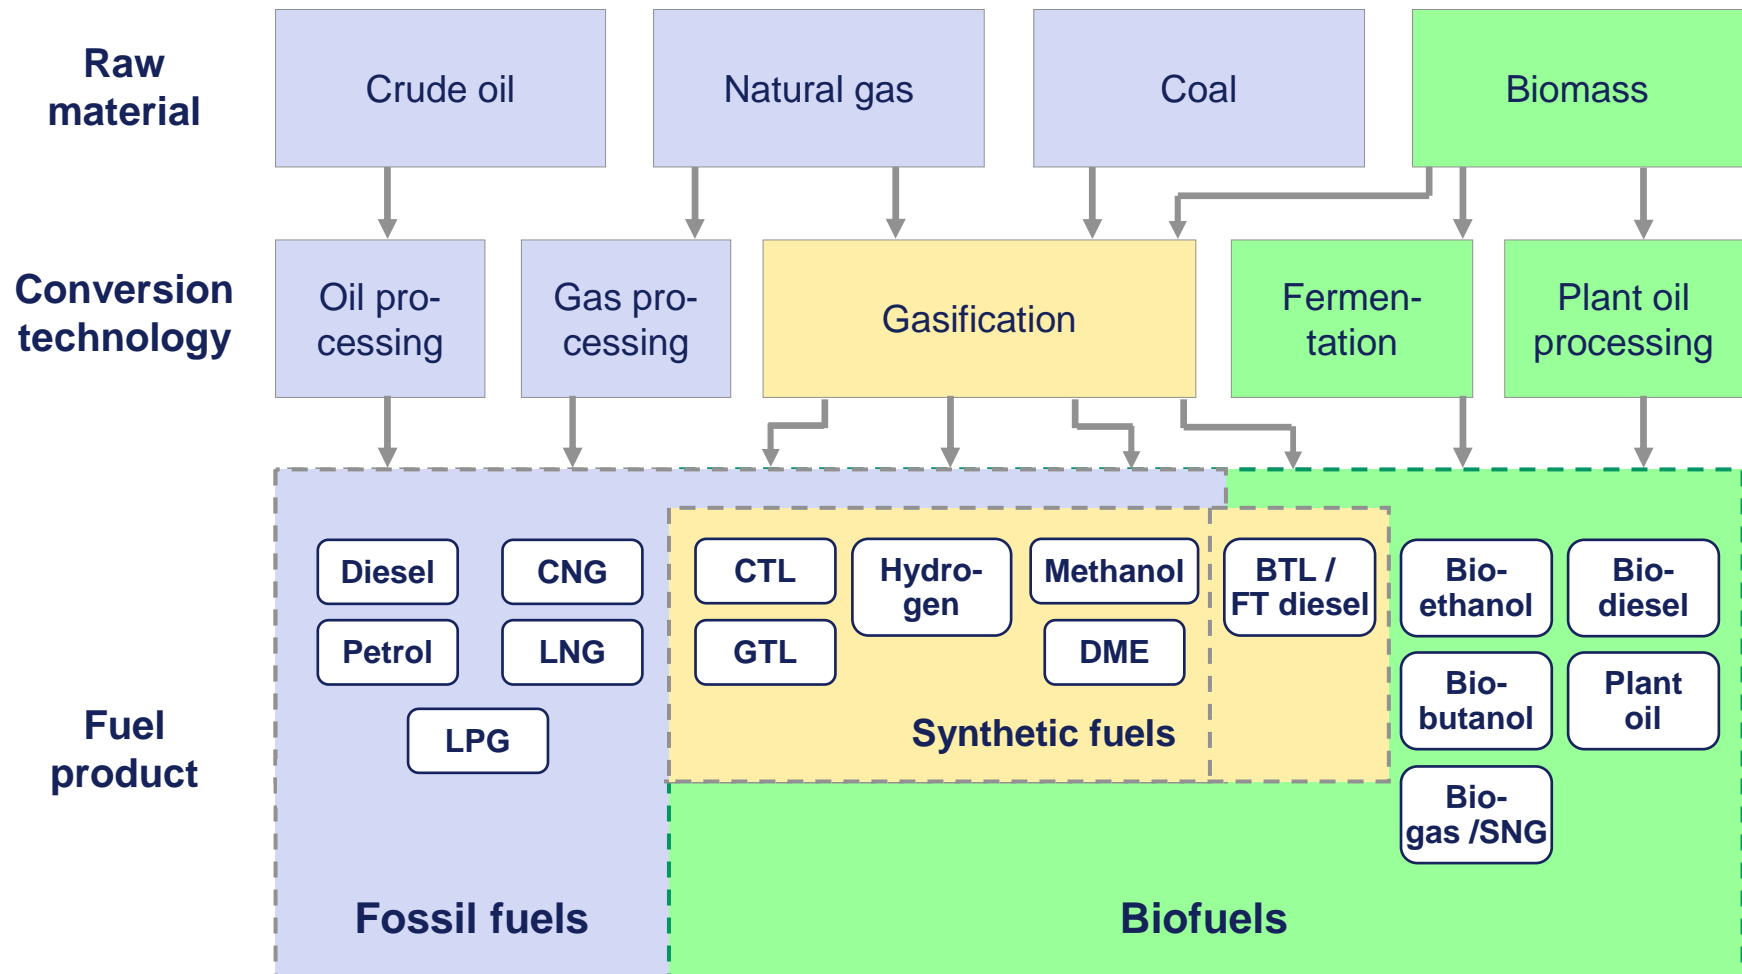 Raw
material
Crude oil
Natural gas
Coal
Biomass
Conversion
technology
Oil pro-
cessing
Gas pro-
cessing
Gasification
Fermen-
tation
Plant oil
processing
Fuel
product
Diesel
CNG
Petrol
LNG
LPG
CTL
GTL
Hydro-
gen
Methanol
DME
BTL /
FT diesel
Synthetic fuels
Bio-
ethanol
Bio-
diesel
Bio-
butanol
Plant
oil
Bio-
gas /SNG
Fossil fuels
Biofuels